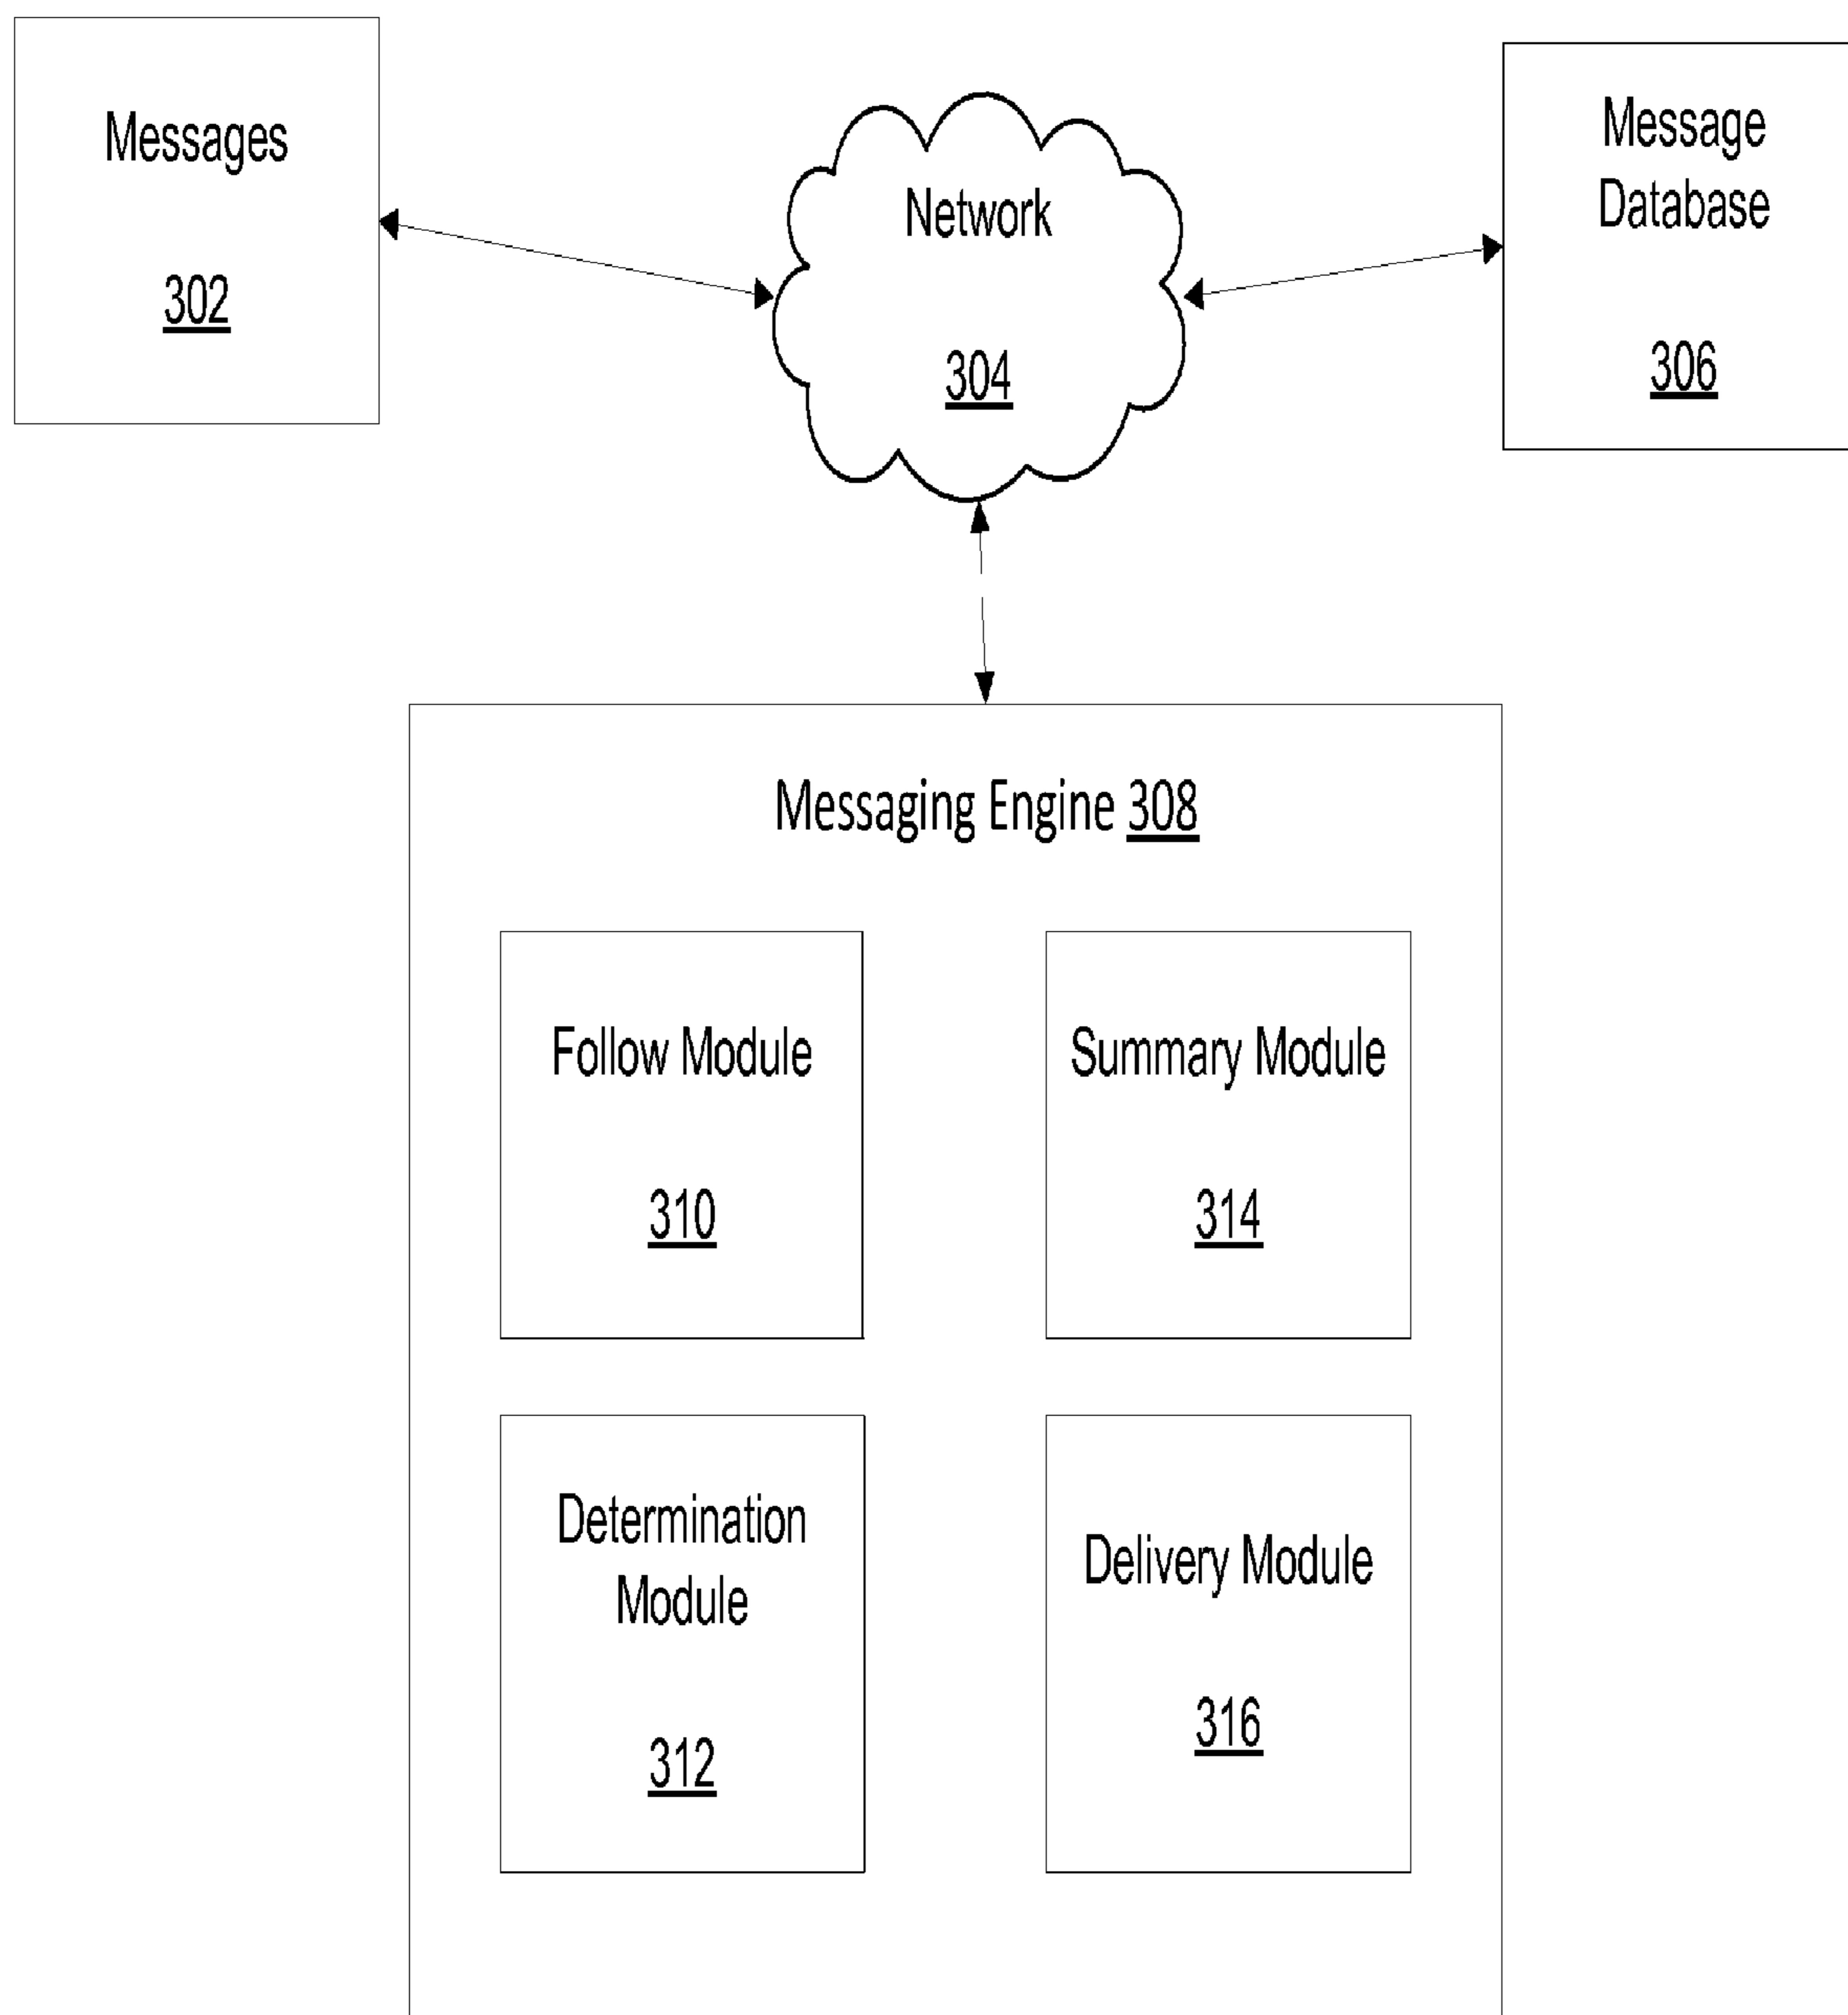 Messages
302
Network
304
Message
Database
306
Messaging Engine 308
Follow Module
310
Summary Module
314
Determination
Module
312
Delivery Module
316